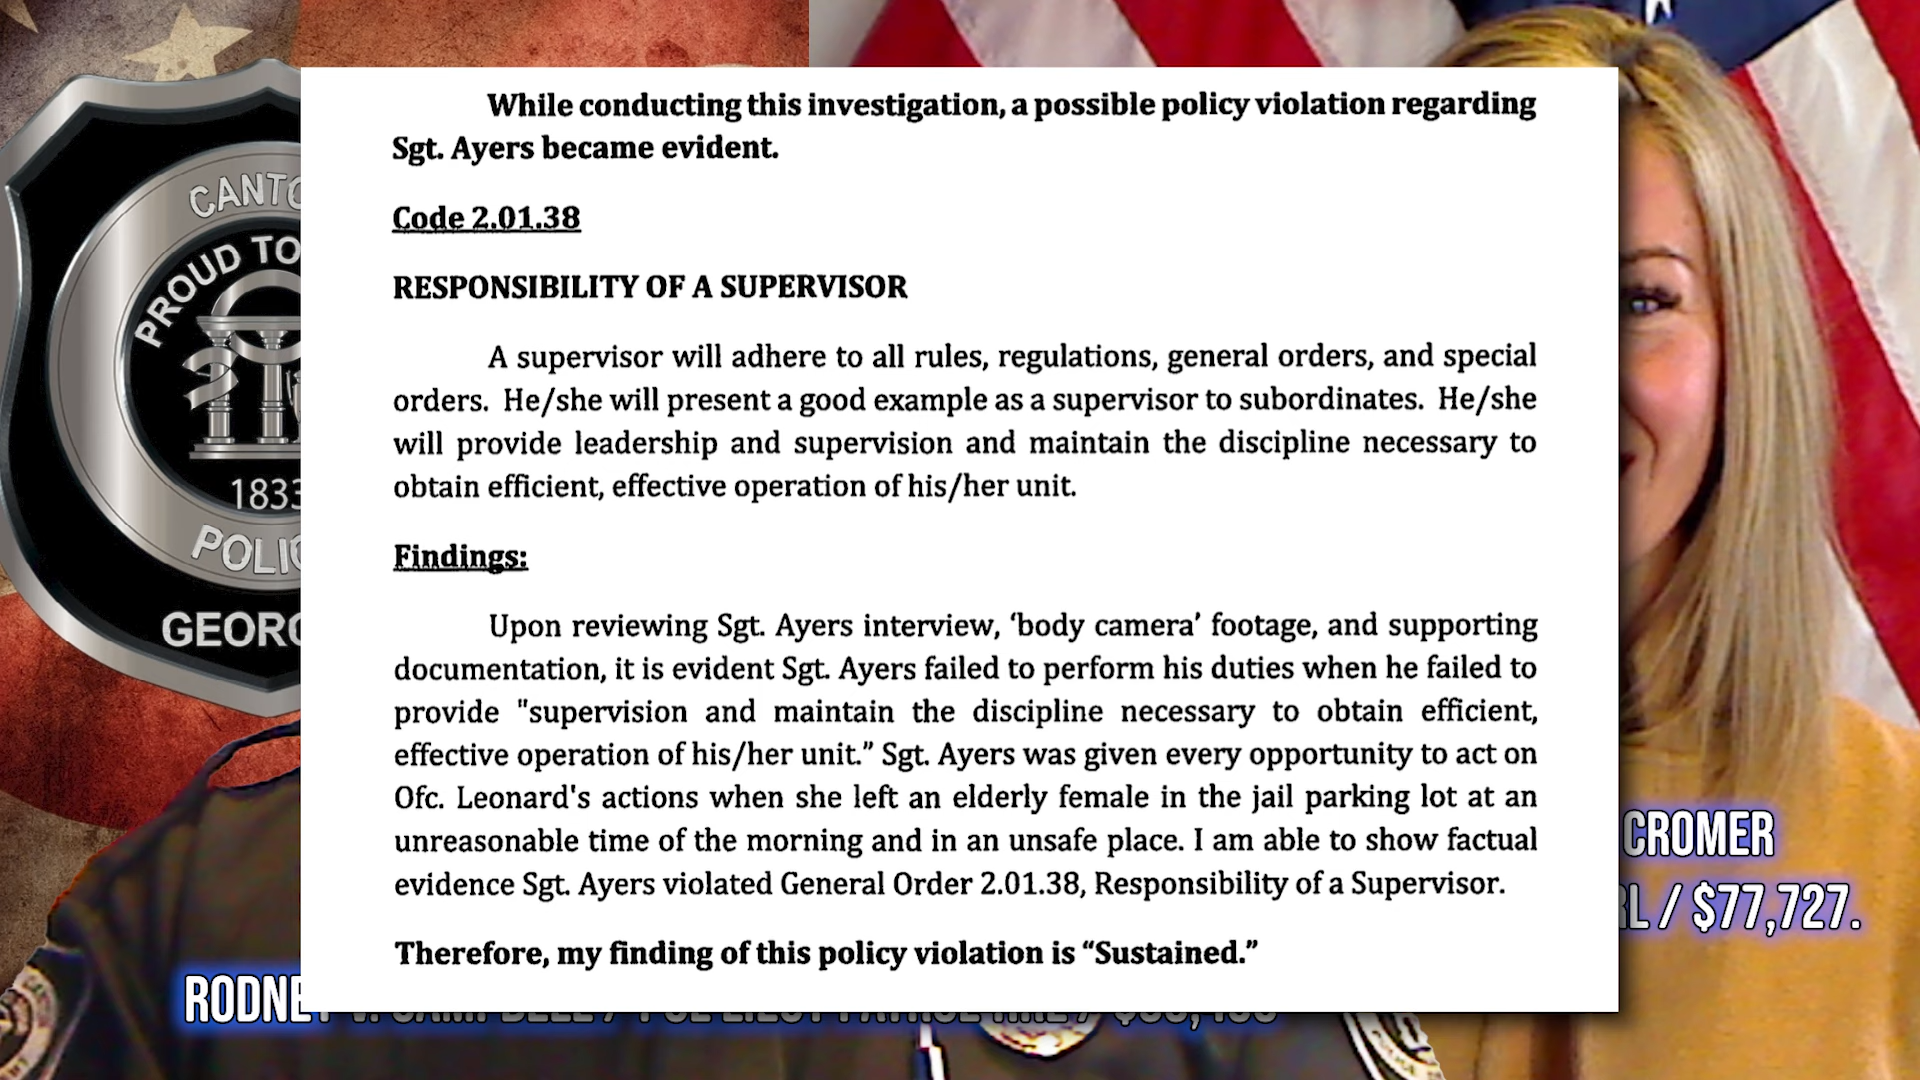 While conducting this investigation, a possible policy violation regarding
Sgt. Ayers became evident.
Code 2.01.38
RESPONSIBILITY OF A SUPERVISOR
A supervisor will adhere to all rules, regulations, general orders, and special
orders. He/she will present a good example as a supervisor to subordinates. He/she
will provide leadership and supervision and maintain the discipline necessary to
obtain efficient, effective operation of his/her unit.
Findings:
Upon reviewing Sgt. Ayers interview, ‘body camera’ footage, and supporting
documentation, it is evident Sgt. Ayers failed to perform his duties when he failed to
provide "supervision and maintain the discipline necessary to obtain efficient,
effective operation of his/her unit.” Sgt. Ayers was given every opportunity to act on
Ofc. Leonard's actions when she left an elderly female in the jail parking lot at an
unreasonable time of the morning and in an unsafe place. I am able to show factual
evidence Sgt. Ayers violated General Order 2.01.38, Responsibility of a Supervisor.
Therefore, my finding of this policy violation is “Sustained.”
PROUD TO
1833
CROMER
/ $77,727.